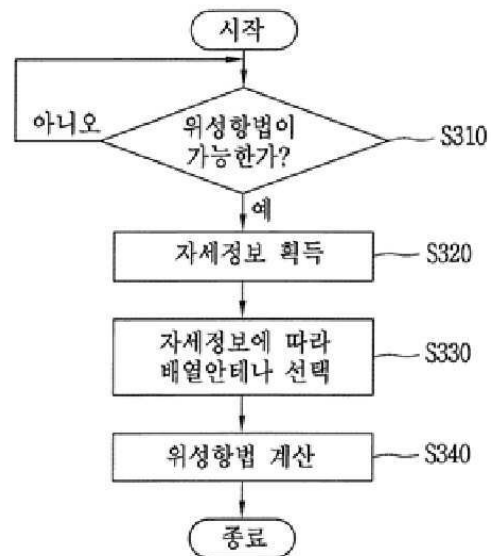 시작
아니오
위성항법이
가능한가?
S310
예
자세정보 획득
S320
자세정보에 따라
배열안테나 선택
S330
위성항법 계산
S340
종료